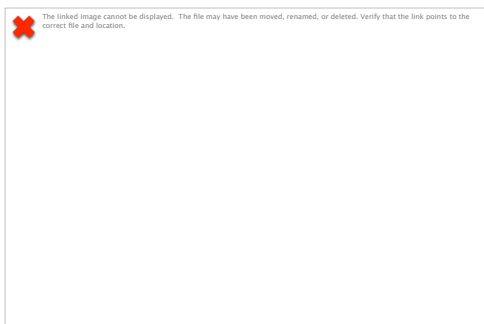 The linked image cannot be displayed.  The file may have been moved, renamed, or deleted. Verify that the link points to the
correct file and location.